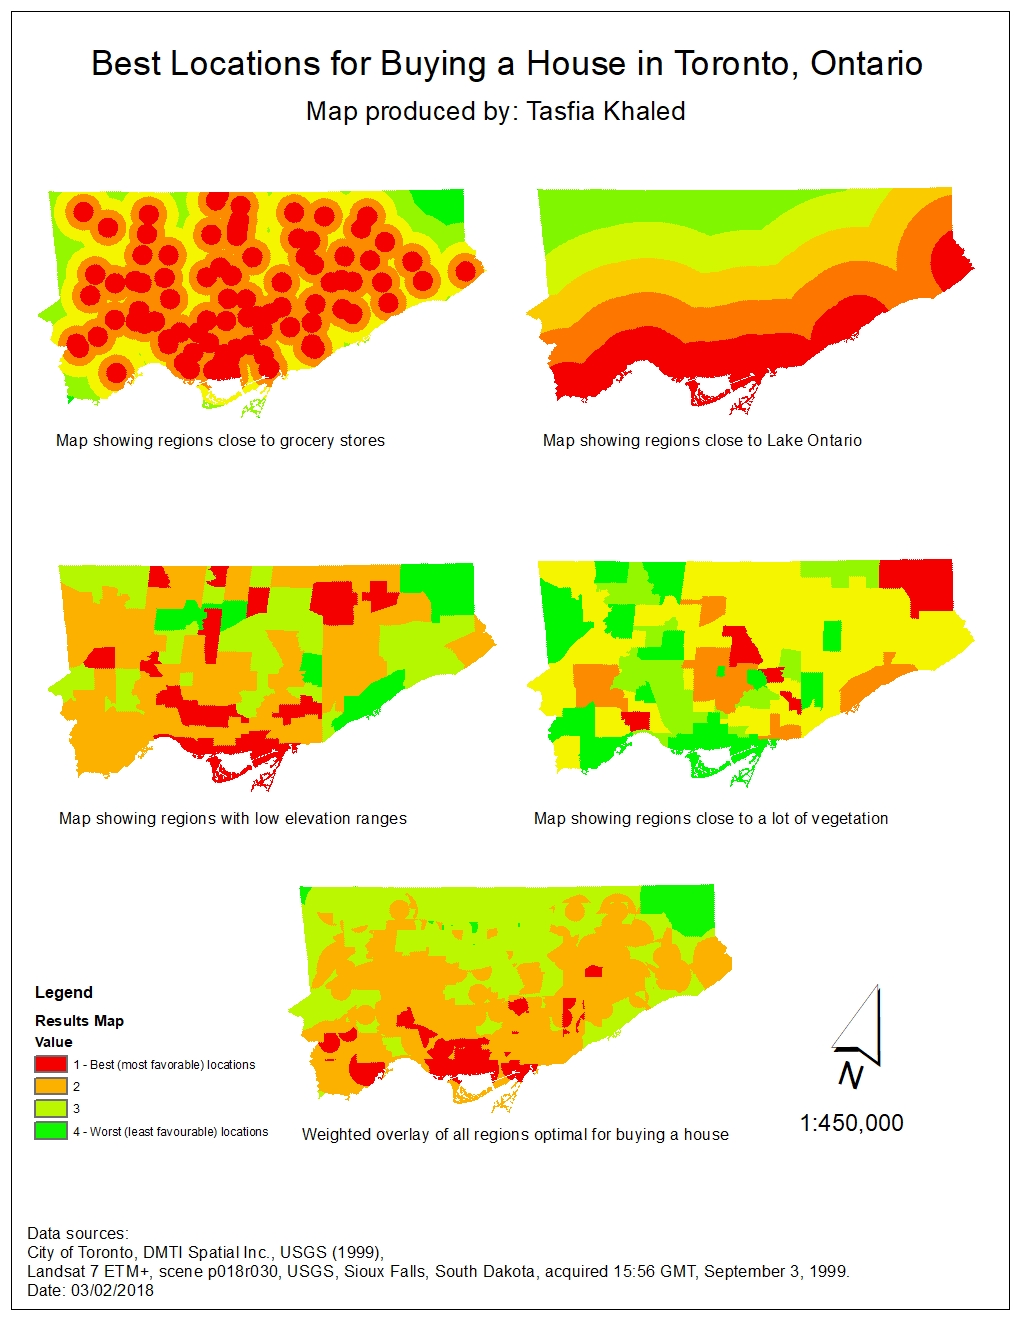 Best Locations for Buying a House in Toronto, Ontario
Map produced by: Tasfia Khaled
Map showing regions close to grocery stores
Map showing regions close to Lake Ontario
Map showing regions with low elevation ranges
Map showing regions close to a lot of vegetation
Legend
Results Map
Value
1 - Best (most favorable) locations
2
3
4 - Worst (least favourable) locations
Weighted overlay of all regions optimal for buying a house
N
1:450,000
Data sources:
City of Toronto, DMTI Spatial Inc., USGS (1999),
Landsat 7 ETM+, scene p018r030, USGS, Sioux Falls, South Dakota, acquired 15:56 GMT, September 3, 1999.
Date: 03/02/2018